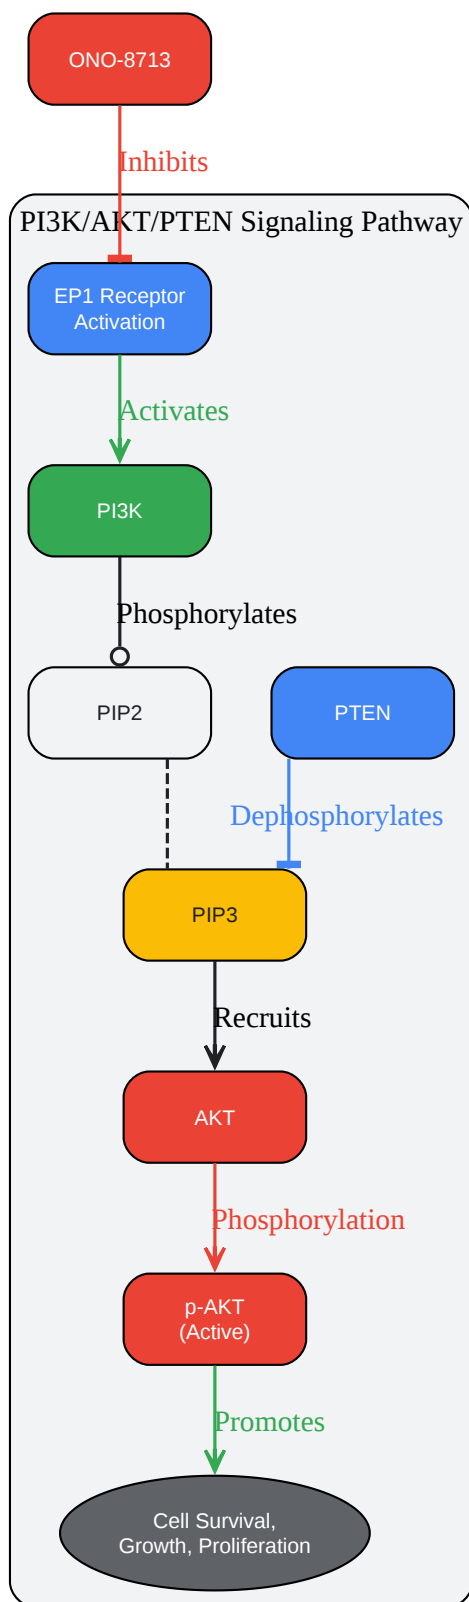 ONO-8713
Inhibits
PI3K/AKT/PTEN Signaling Pathway
EP1 Receptor
Activation
Activates
PI3K
Phosphorylates
PIP2
PTEN
Dephosphorylates
PIP3
Recruits
AKT
Phosphorylation
p-AKT
(Active)
Promotes
Cell Survival,
Growth, Proliferation